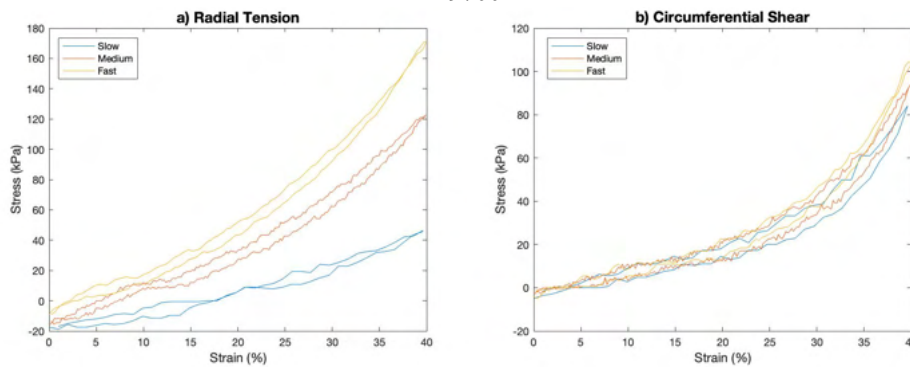 a) Radial Tension
Slow
Medium
Fast
180
160
140
120
100
80
60
40
20
0
-20
Stress (kPa)
0 5 10 15 20 25 30 35 40
Strain (%)
b) Circumferential Shear
Slow
Medium
Fast
120
100
80
60
40
20
0
-20
Stress (kPa)
0 5 10 15 20 25 30 35 40
Strain (%)